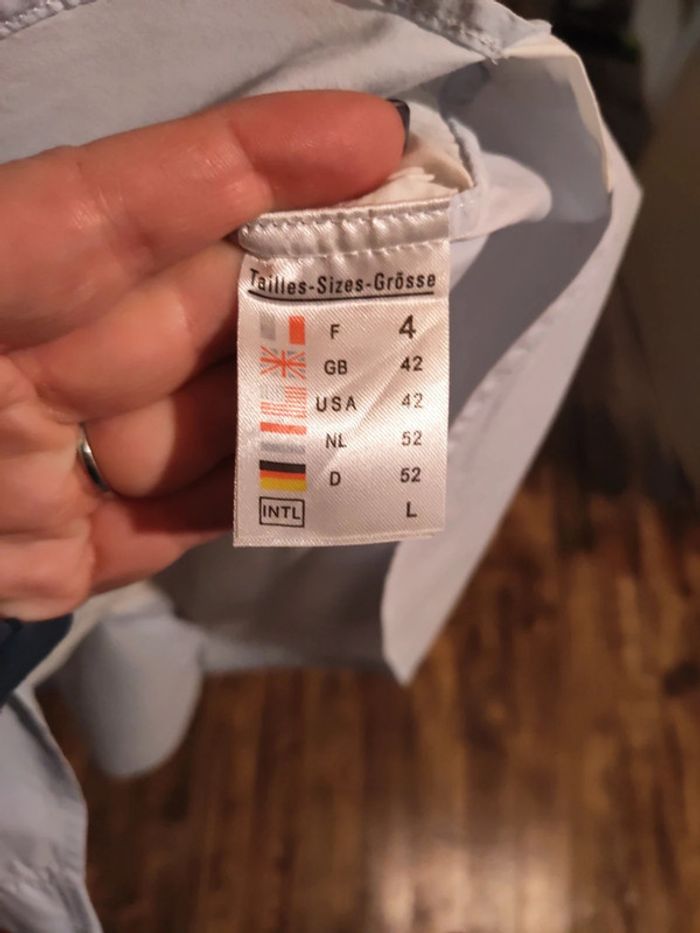 Tailles-Sizes-Grösse
F 4
GB 42
USA 42
NL 52
D 52
INTL L